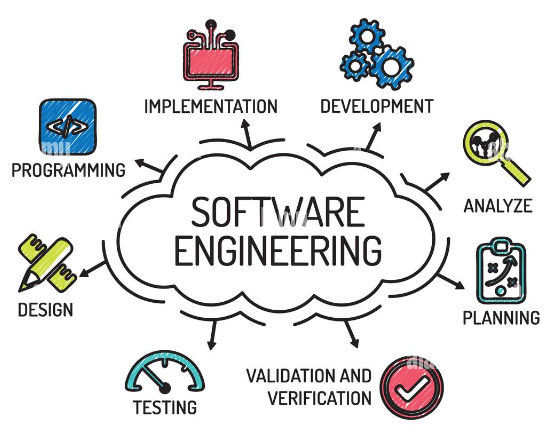 IMPLEMENTATION
DEVELOPMENT
PROGRAMMING
ANALYZE
SOFTWARE
ENGINEERING
DESIGN
PLANNING
TESTING
VALIDATION AND
VERIFICATION